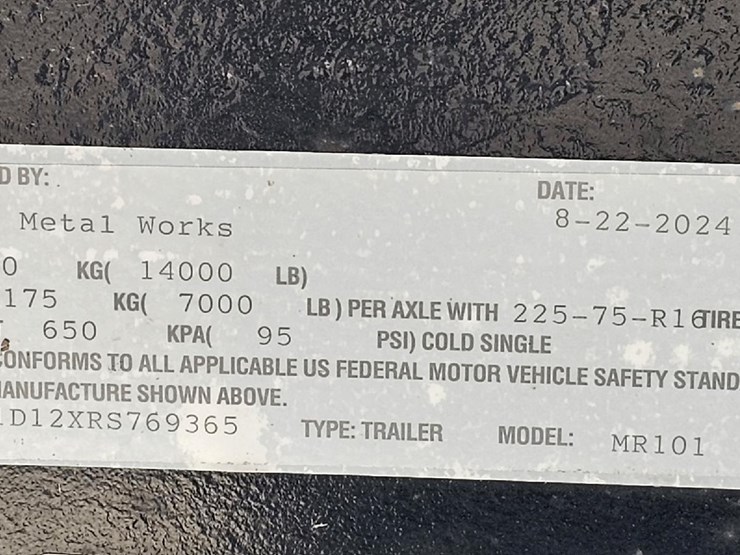 D BY:
DATE:
Metal Works
8-22-2024
0 KG( 14000 LB)
175 KG( 7000 LB) PER AXLE WITH 225-75-R16 TIRE
650 KPA( 95 PSI) COLD SINGLE
CONFORMS TO ALL APPLICABLE US FEDERAL MOTOR VEHICLE SAFETY STAND
MANUFACTURE SHOWN ABOVE.
D12XRS769365 TYPE: TRAILER MODEL: MR101